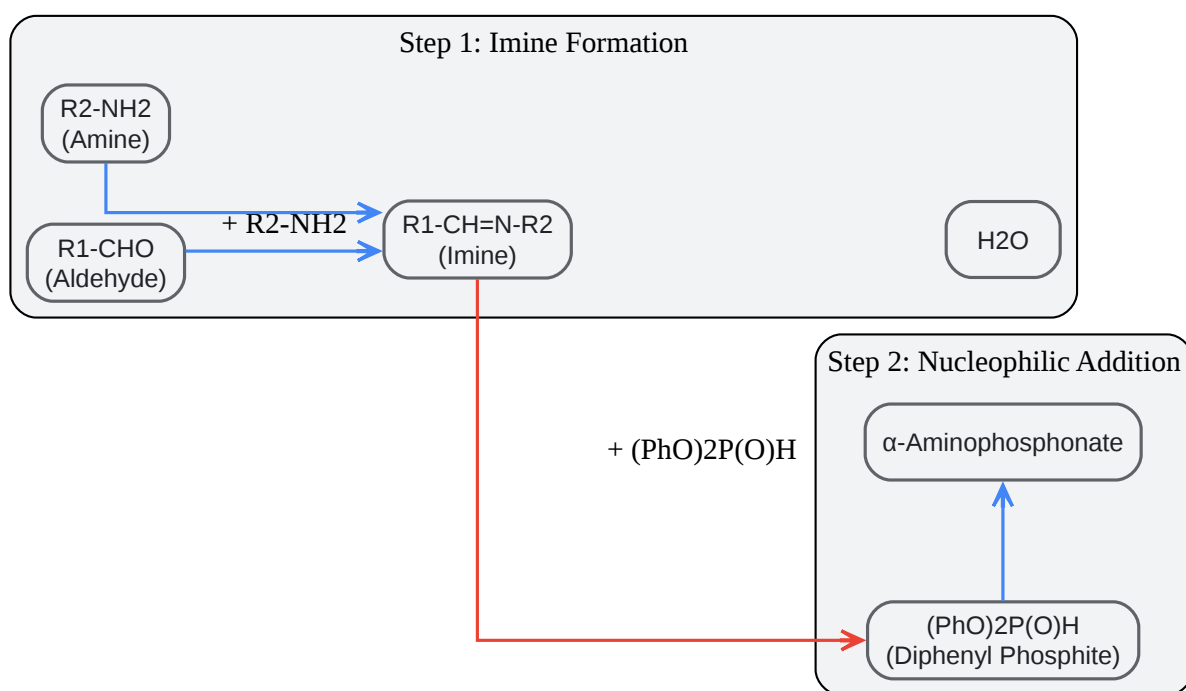 Step 1: Imine Formation
R2-NH2
(Amine)
+ R2-NH2
R1-CHO
(Aldehyde)
R1-CH=N-R2
(Imine)
H2O
Step 2: Nucleophilic Addition
+ (PhO)2P(O)H
α-Aminophosphonate
(PhO)2P(O)H
(Diphenyl Phosphite)